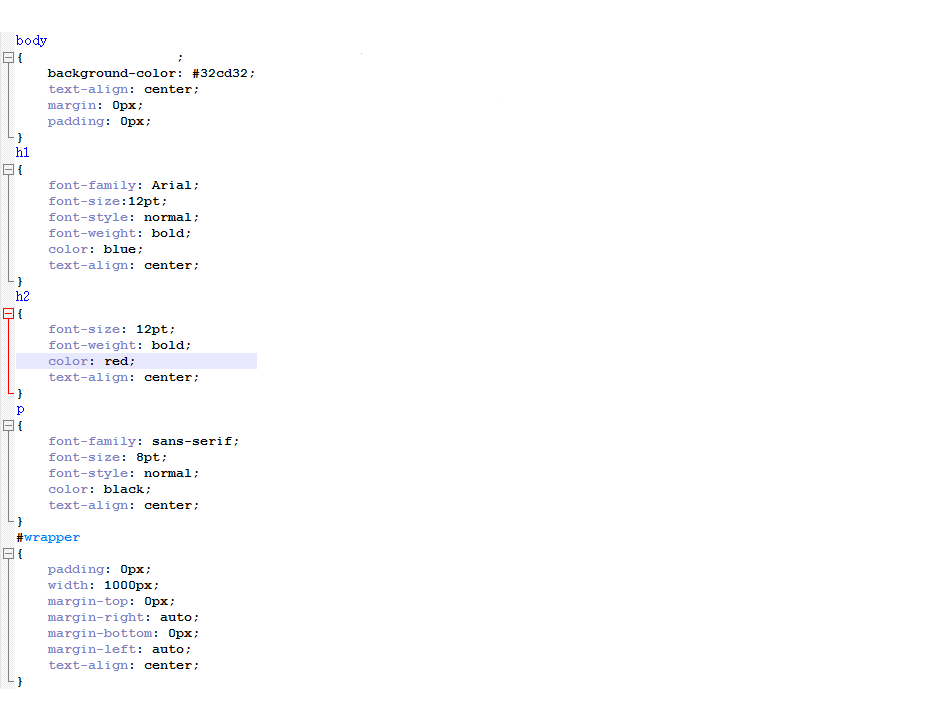 body
{                    ;
    background-color: #32cd32;
    text-align: center;
    margin: 0px;
    padding: 0px;
}
h1
{
    font-family: Arial;
    font-size:12pt;
    font-style: normal;
    font-weight: bold;
    color: blue;
    text-align: center;
}
h2
{
    font-size: 12pt;
    font-weight: bold;
    color: red;
    text-align: center;
}
p
{
    font-family: sans-serif;
    font-size: 8pt;
    font-style: normal;
    color: black;
    text-align: center;
}
#wrapper
{
    padding: 0px;
    width: 1000px;
    margin-top: 0px;
    margin-right: auto;
    margin-bottom: 0px;
    margin-left: auto;
    text-align: center;
}